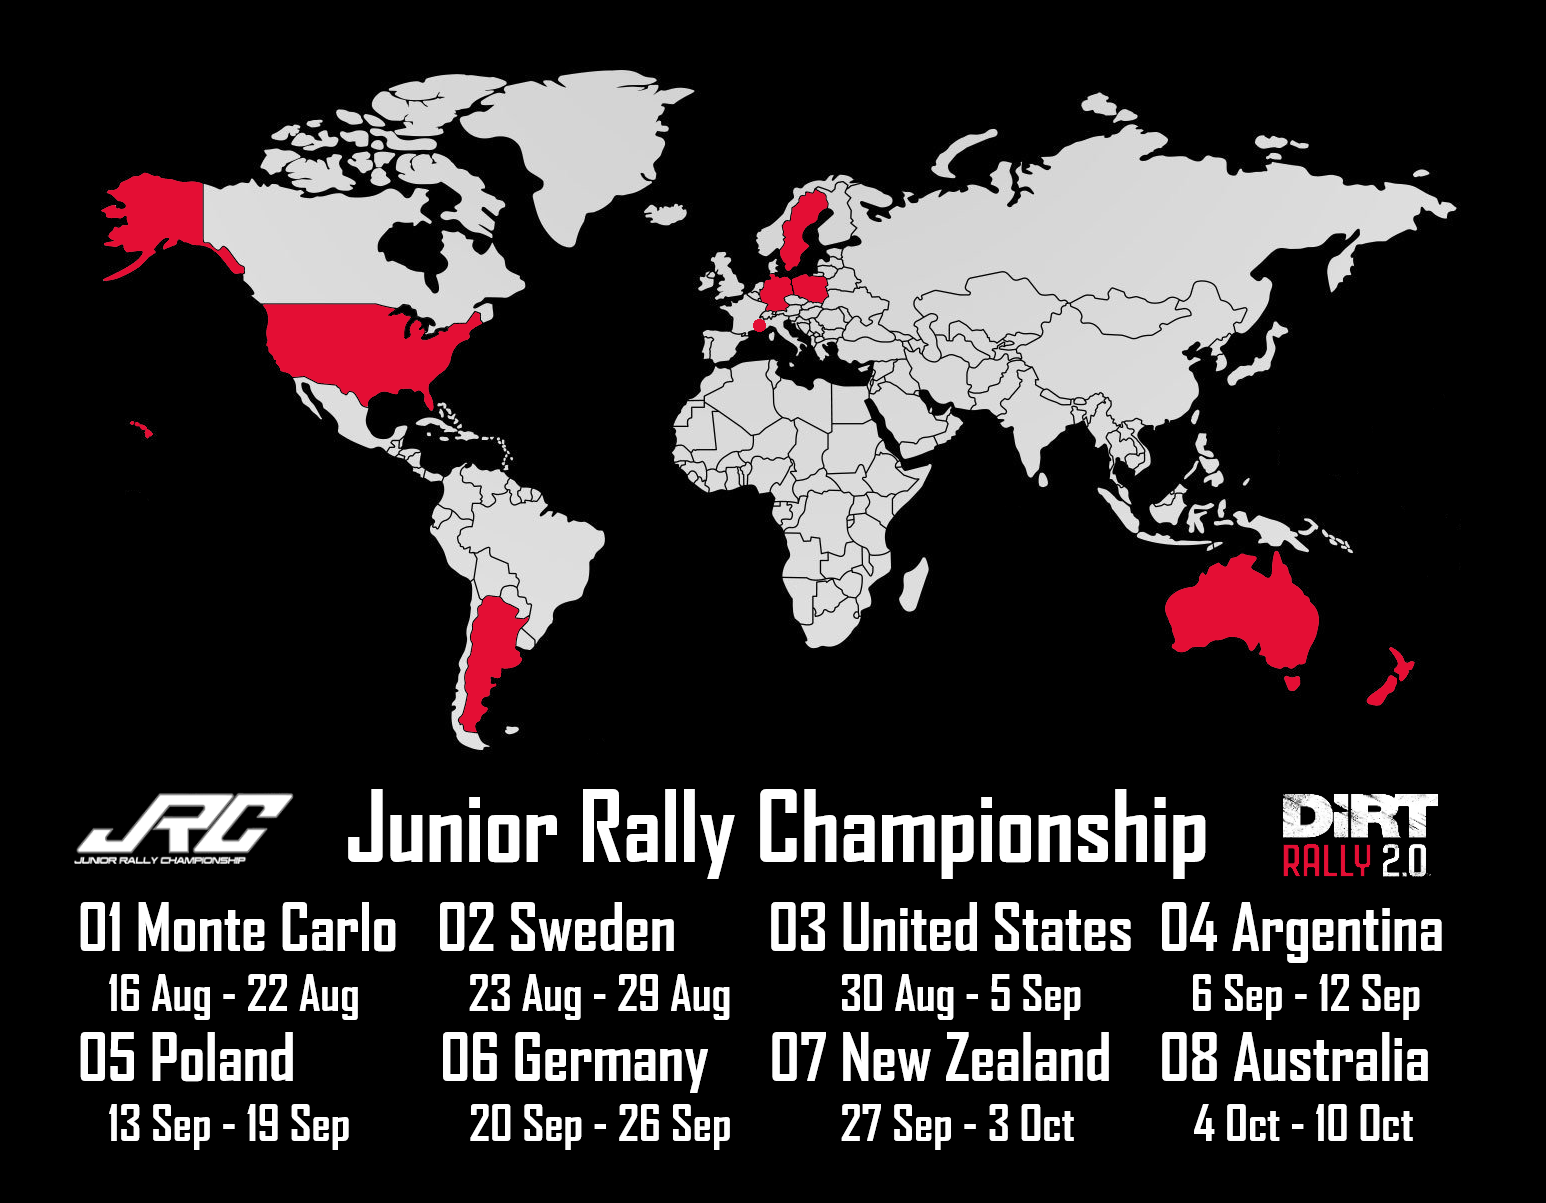 JRC
JUNIOR RALLY CHAMPIONSHIP
Junior Rally Championship
DiRT
RALLY 2.0
01 Monte Carlo
16 Aug - 22 Aug
02 Sweden
23 Aug - 29 Aug
03 United States
30 Aug - 5 Sep
04 Argentina
6 Sep - 12 Sep
05 Poland
13 Sep - 19 Sep
06 Germany
20 Sep - 26 Sep
07 New Zealand
27 Sep - 3 Oct
08 Australia
4 Oct - 10 Oct